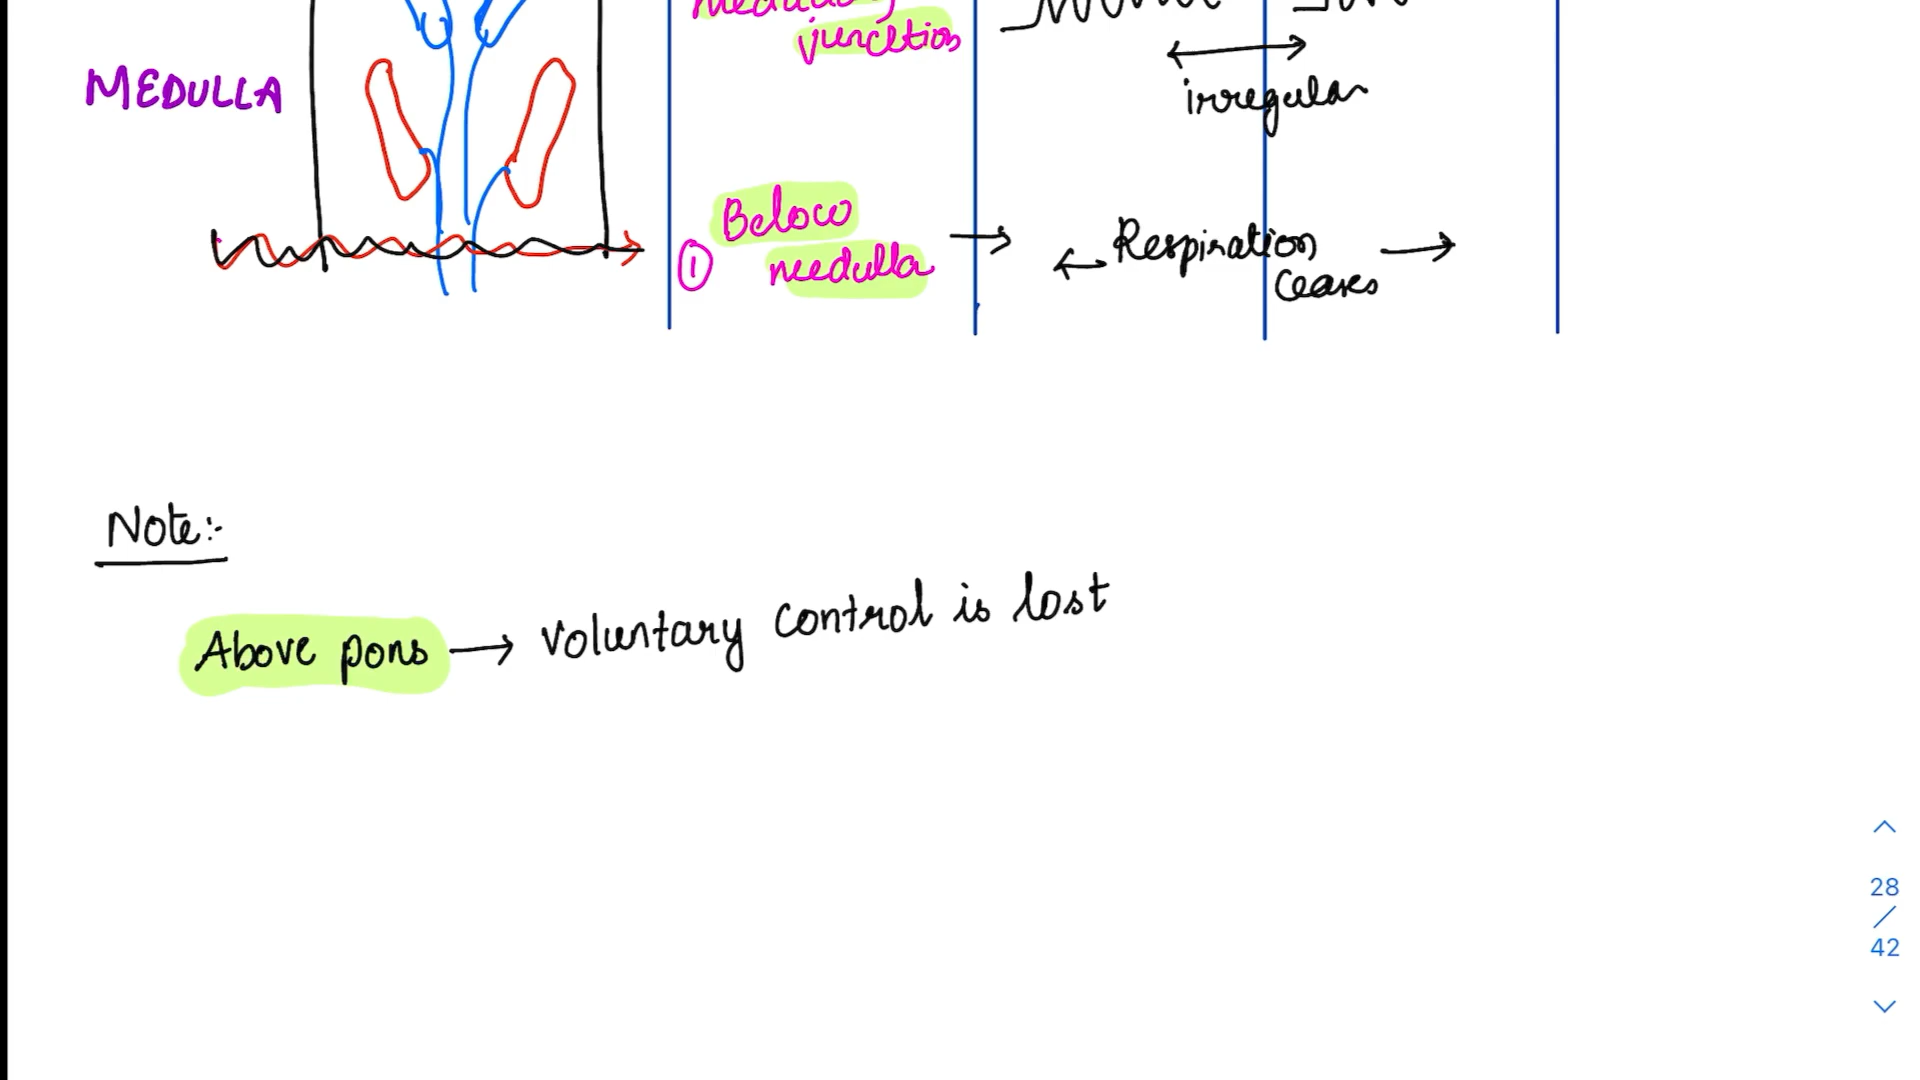 junction
MEDULLA
irregular
Below
① medulla
Respiration
Ceases
Note:-
Above pons → voluntary control is lost
28
/
42